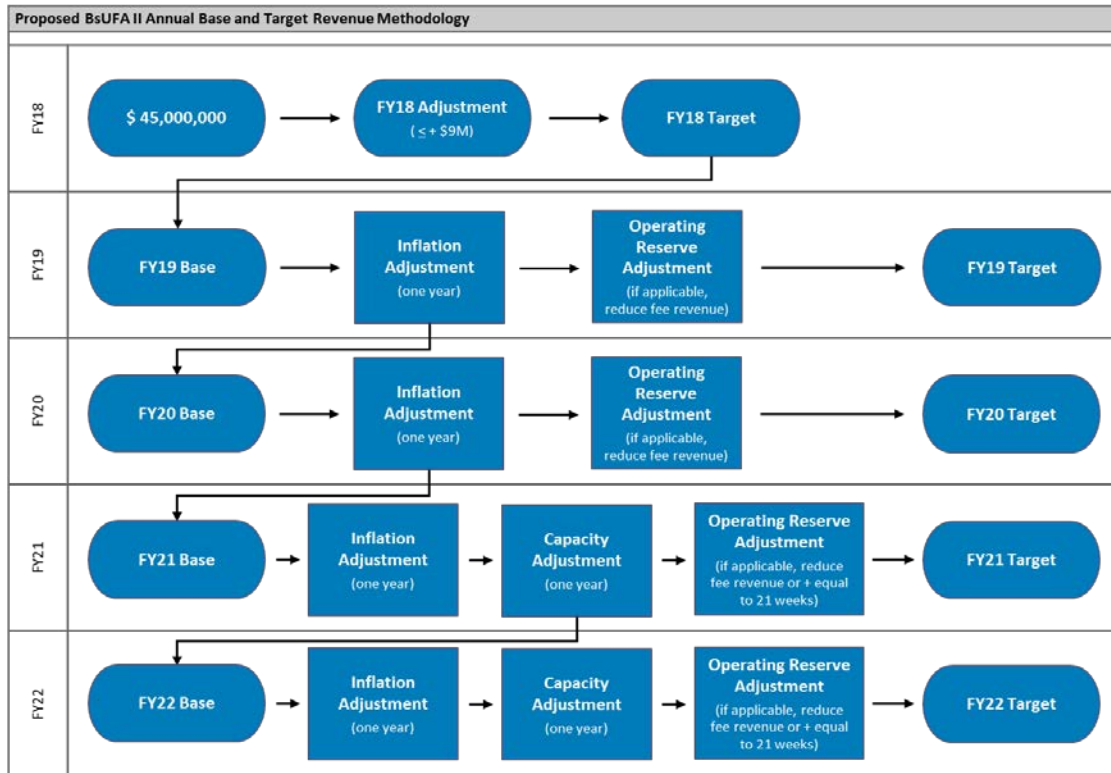 Proposed BsUFA II Annual Base and Target Revenue Methodology
FY18
$ 45,000,000
FY18 Adjustment
( ≤ + $9M)
FY18 Target
FY19
FY19 Base
Inflation
Adjustment
(one year)
Operating
Reserve
Adjustment
(if applicable,
reduce fee revenue)
FY19 Target
FY20
FY20 Base
Inflation
Adjustment
(one year)
Operating
Reserve
Adjustment
(if applicable,
reduce fee revenue)
FY20 Target
FY21
FY21 Base
Inflation
Adjustment
(one year)
Capacity
Adjustment
(one year)
Operating Reserve
Adjustment
(if applicable, reduce
fee revenue or + equal
to 21 weeks)
FY21 Target
FY22
FY22 Base
Inflation
Adjustment
(one year)
Capacity
Adjustment
(one year)
Operating Reserve
Adjustment
(if applicable, reduce
fee revenue or + equal
to 21 weeks)
FY22 Target